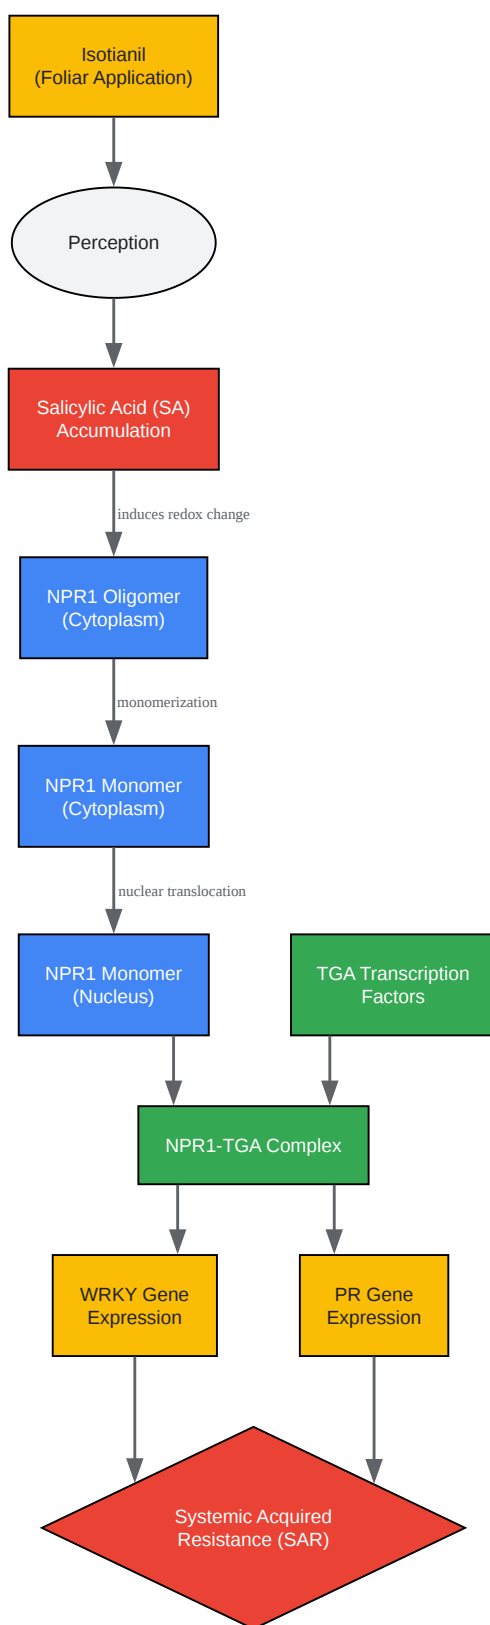 Isotianil
(Foliar Application)
Perception
Salicylic Acid (SA)
Accumulation
induces redox change
NPR1 Oligomer
(Cytoplasm)
monomerization
NPR1 Monomer
(Cytoplasm)
nuclear translocation
NPR1 Monomer
(Nucleus)
TGA Transcription
Factors
NPR1-TGA Complex
WRKY Gene
Expression
PR Gene
Expression
Systemic Acquired
Resistance (SAR)